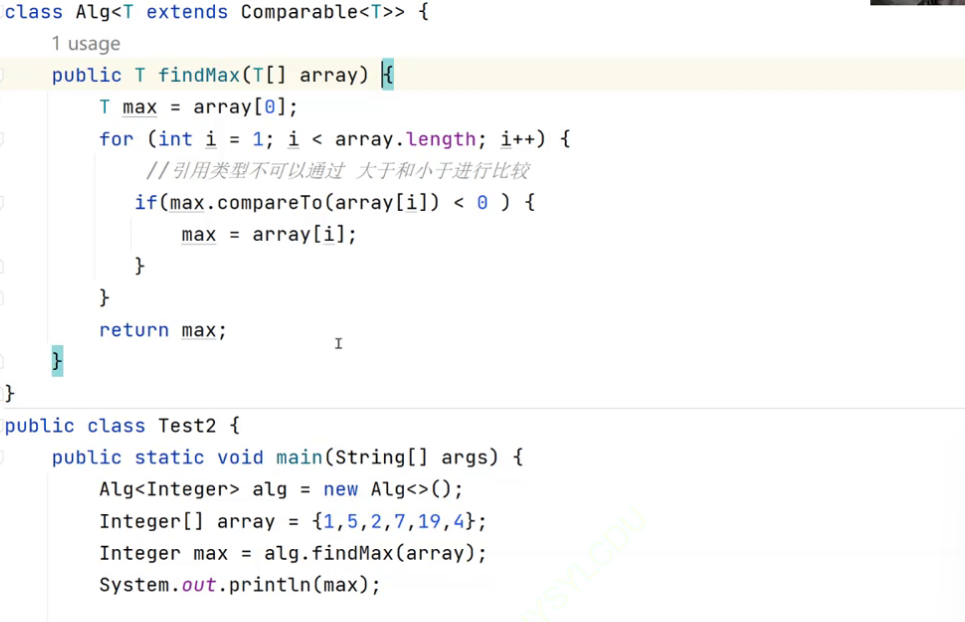 class Alg<T extends Comparable<T>> {
1 usage
public T findMax(T[] array) {
T max = array[0];
for (int i = 1; i < array.length; i++) {
//引用类型不可以通过 大于和小于进行比较
if(max.compareTo(array[i]) < 0 ) {
max = array[i];
}
}
return max;
}
}
public class Test2 {
public static void main(String[] args) {
Alg<Integer> alg = new Alg<>();
Integer[] array = {1,5,2,7,19,4};
Integer max = alg.findMax(array);
System.out.println(max);